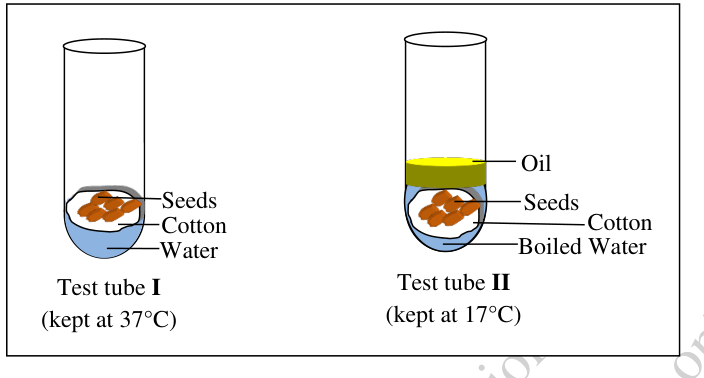 Seeds
Cotton
Water
Test tube I
(kept at 37°C)
Oil
Seeds
Cotton
Boiled Water
Test tube II
(kept at 17°C)